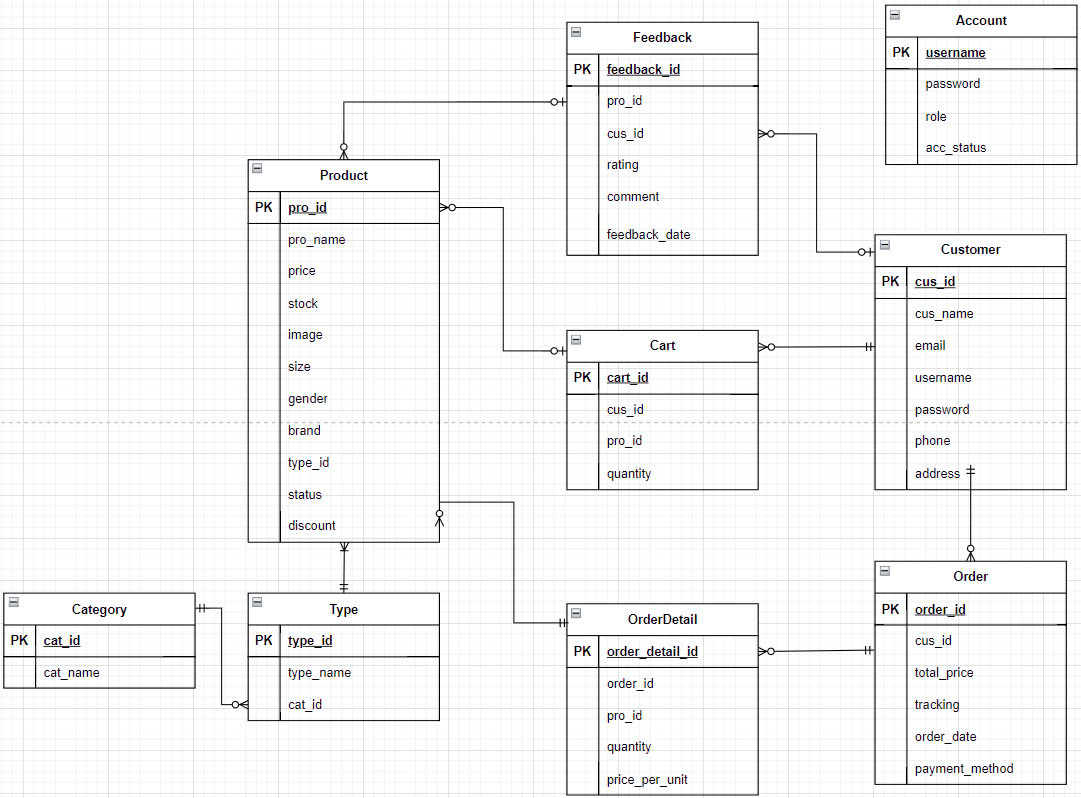 Account
PK username
password
role
acc_status
Feedback
PK feedback_id
pro_id
cus_id
rating
comment
feedback_date
Product
PK pro_id
pro_name
price
stock
image
size
gender
brand
type_id
status
discount
Customer
PK cus_id
cus_name
email
username
password
phone
address
Cart
PK cart_id
cus_id
pro_id
quantity
Category
PK cat_id
cat_name
Type
PK type_id
type_name
cat_id
OrderDetail
PK order_detail_id
order_id
pro_id
quantity
price_per_unit
Order
PK order_id
cus_id
total_price
tracking
order_date
payment_method